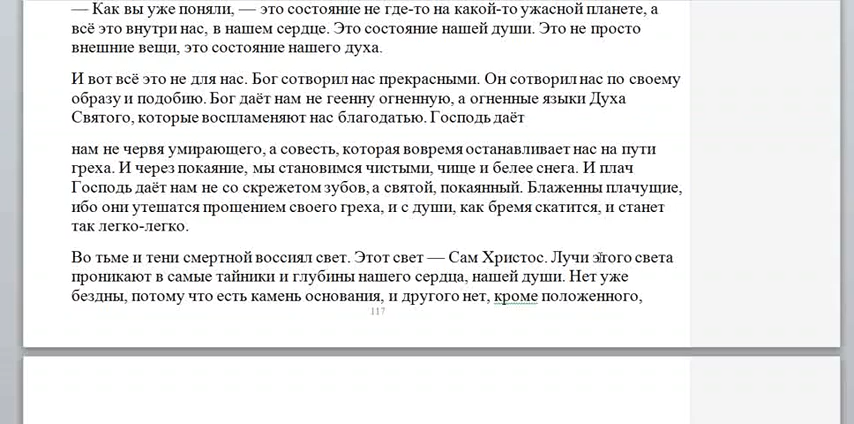 — Как вы уже поняли, — это состояние не где-то на какой-то ужасной планете, а
всё это внутри нас, в нашем сердце. Это состояние нашей души. Это не просто
внешние вещи, это состояние нашего духа.
И вот всё это не для нас. Бог сотворил нас прекрасными. Он сотворил нас по своему
образу и подобию. Бог даёт нам не геенну огненную, а огненные языки Духа
Святого, которые воспламеняют нас благодатью. Господь даёт
нам не червя умирающего, а совесть, которая вовремя останавливает нас на пути
греха. И через покаяние, мы становимся чистыми, чище и белее снега. И плач
Господь даёт нам не со скрежетом зубов, а святой, покаянный. Блаженны плачущие,
ибо они утешатся прощением своего греха, и с души, как бремя скатится, и станет
так легко-легко.
Во тьме и тени смертной воссиял свет. Этот свет — Сам Христос. Лучи этого света
проникают в самые тайники и глубины нашего сердца, нашей души. Нет уже
бездны, потому что есть камень основания, и другого нет, кроме положенного,
117